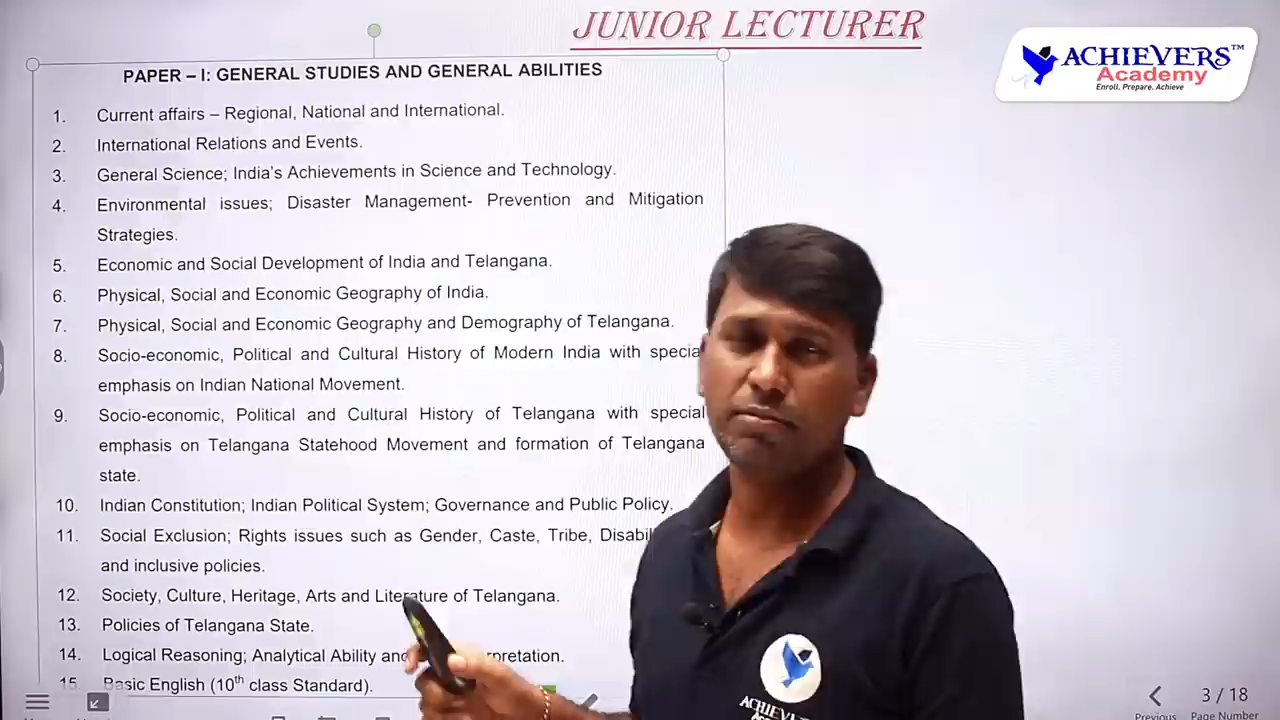 JUNIOR LECTURER
ACHIEVERS™
Academy
Enroll. Prepare. Achieve
PAPER – I: GENERAL STUDIES AND GENERAL ABILITIES
1. Current affairs – Regional, National and International.
2. International Relations and Events.
3. General Science; India's Achievements in Science and Technology.
4. Environmental issues; Disaster Management- Prevention and Mitigation
Strategies.
5. Economic and Social Development of India and Telangana.
6. Physical, Social and Economic Geography of India.
7. Physical, Social and Economic Geography and Demography of Telangana.
8. Socio-economic, Political and Cultural History of Modern India with special
emphasis on Indian National Movement.
9. Socio-economic, Political and Cultural History of Telangana with special
emphasis on Telangana Statehood Movement and formation of Telangana
state.
10. Indian Constitution; Indian Political System; Governance and Public Policy.
11. Social Exclusion; Rights issues such as Gender, Caste, Tribe,
and inclusive policies.
12. Society, Culture, Heritage, Arts and Literature of Telangana.
13. Policies of Telangana State.
14. Logical Reasoning; Analytical Ability and
15. Basic English (10th class Standard).
ACHIEVERS
3 / 18
Previous Page Number